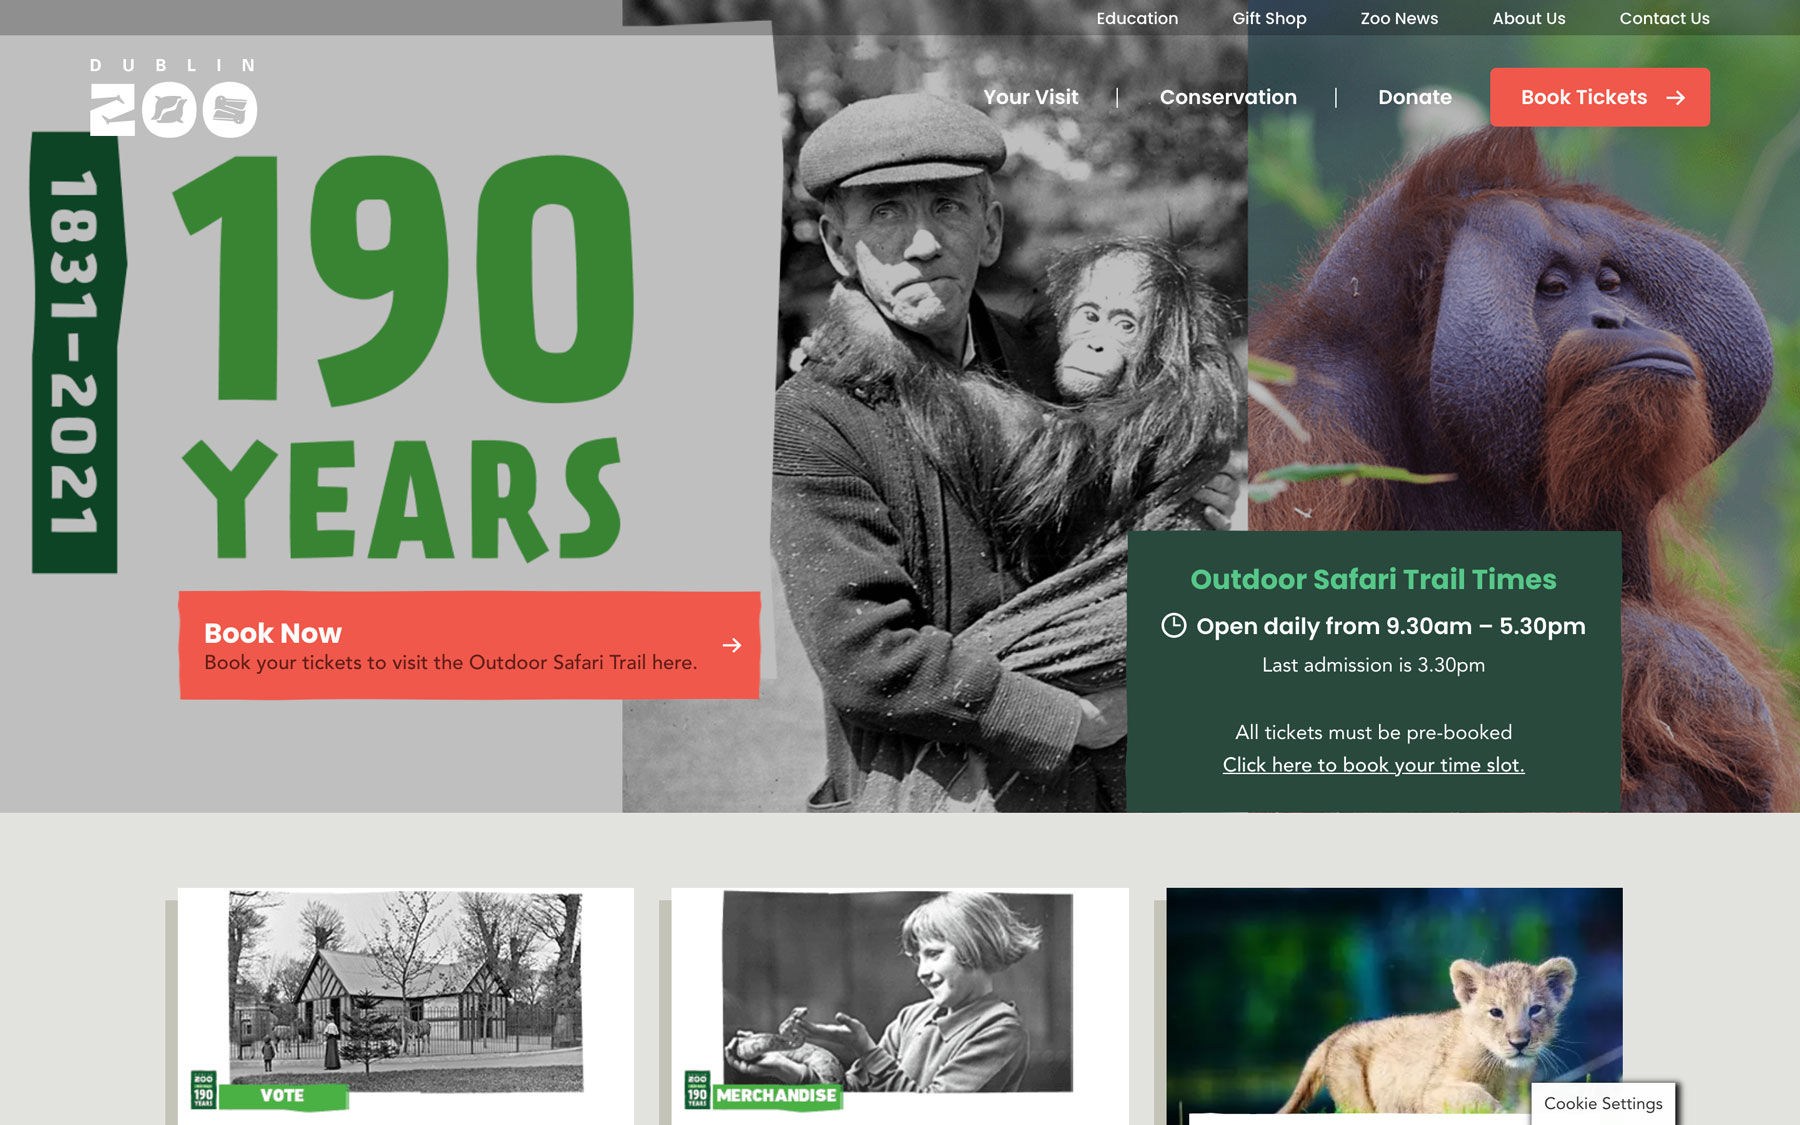 Education
Gift Shop
Zoo News
About Us
Contact Us
DUBLIN
ZOO
Your Visit
Conservation
Donate
Book Tickets
1831–2021
190
YEARS
Book Now
Book your tickets to visit the Outdoor Safari Trail here.
Outdoor Safari Trail Times
Open daily from 9.30am – 5.30pm
Last admission is 3.30pm
All tickets must be pre-booked
Click here to book your time slot.
ZOO
190
YEARS
VOTE
ZOO
190
YEARS
MERCHANDISE
Cookie Settings